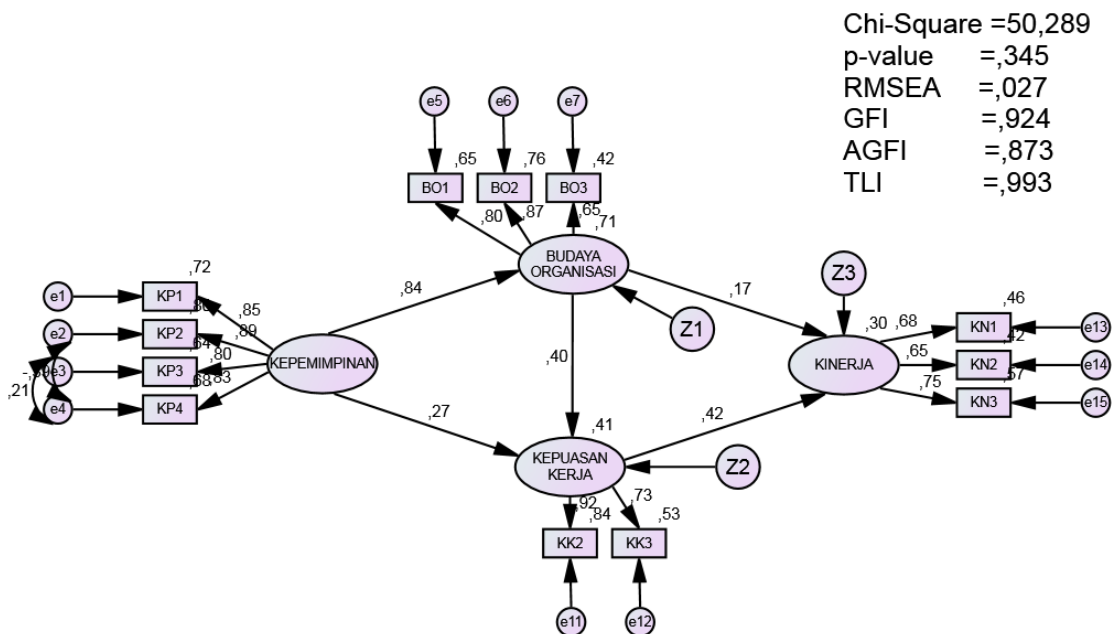 Chi-Square =50,289
p-value =,345
RMSEA =,027
GFI =,924
AGFI =,873
TLI =,993
e5 e6 e7
,65 ,76 ,42
BO1 BO2 BO3
,80 ,87 ,65
,71
BUDAYA
ORGANISASI
Z3
Z1
,72
e1 KP1
,85
e2 KP2
,89
,64
e3 KP3
,80
,21
,68 ,83
e4 KP4
KEPEMIMPINAN
,84
,17
,40
,27
,42
,30
KINERJA
,46
,68 KN1 e13
,42
,65 KN2 e14
,57
,75 KN3 e15
,41
KEPUASAN
KERJA
Z2
,92 ,73
,84 ,53
KK2 KK3
e11 e12